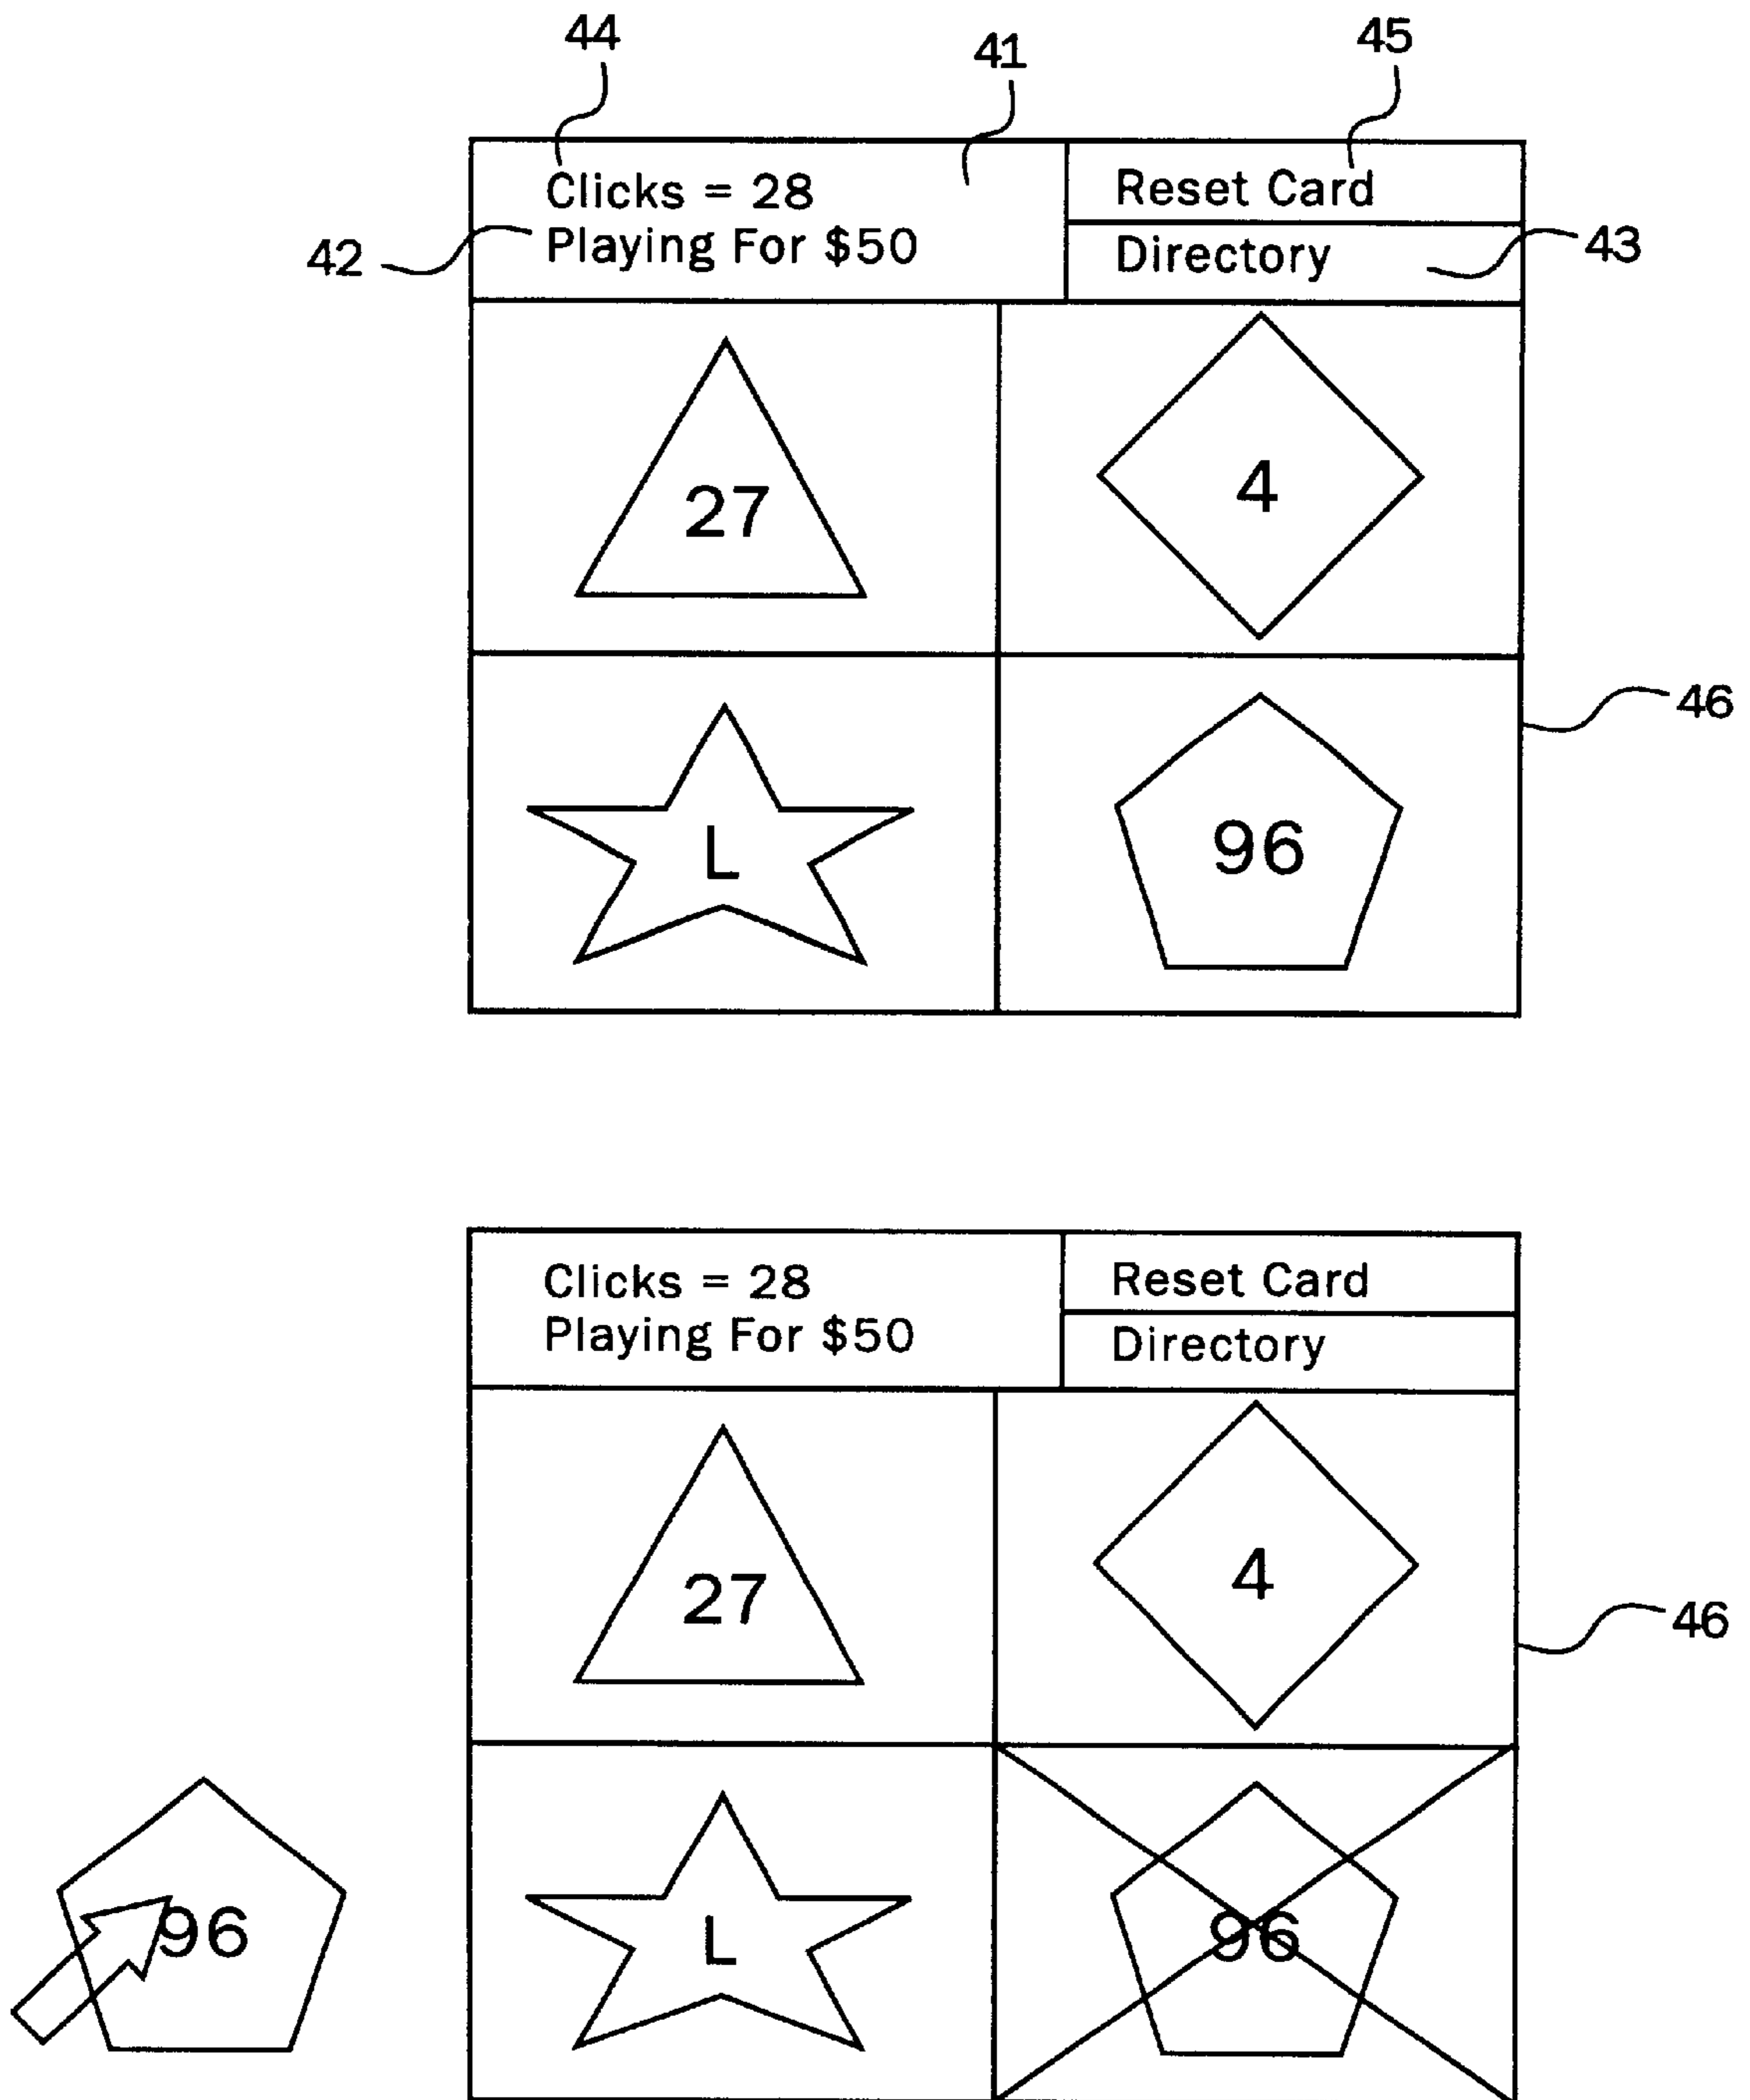 44 41 45
Clicks = 28 Reset Card
42 Playing For $50 Directory 43
27 4
46
L 96
Clicks = 28 Reset Card
Playing For $50 Directory
27 4
46
96 L 96